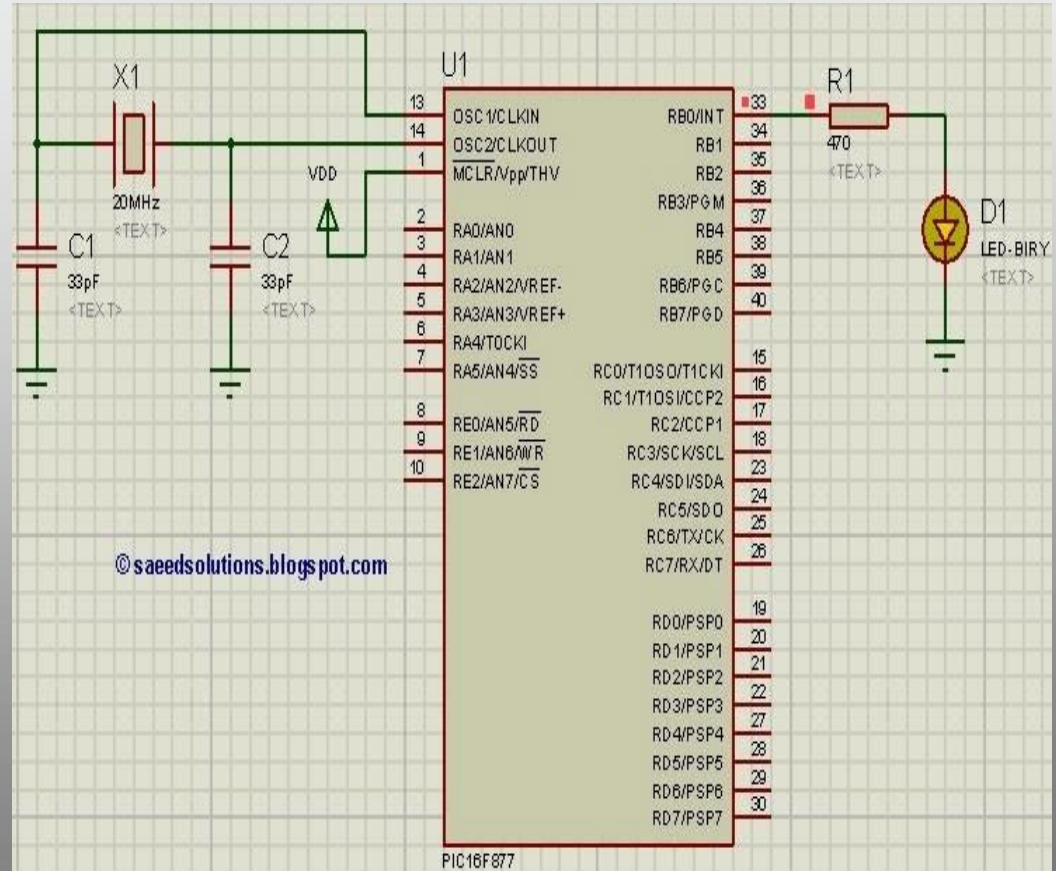 X1
20MHz
<TEXT>
C1
33pF
<TEXT>
C2
33pF
<TEXT>
VDD
U1
13 OSC1/CLKIN
14 OSC2/CLKOUT
1 MCLR/Vpp/THV
2 RA0/AN0
3 RA1/AN1
4 RA2/AN2/VREF-
5 RA3/AN3/VREF+
6 RA4/T0CKI
7 RA5/AN4/SS
8 RE0/AN5/RD
9 RE1/AN6/WR
10 RE2/AN7/CS
RB0/INT 33
RB1 34
RB2 35
RB3/PGM 36
RB4 37
RB5 38
RB6/PGC 39
RB7/PGD 40
RC0/T1OSO/T1CKI 15
RC1/T1OSI/CCP2 16
RC2/CCP1 17
RC3/SCK/SCL 18
RC4/SDI/SDA 23
RC5/SDO 24
RC6/TX/CK 25
RC7/RX/DT 26
RD0/PSP0 19
RD1/PSP1 20
RD2/PSP2 21
RD3/PSP3 22
RD4/PSP4 27
RD5/PSP5 28
RD6/PSP6 29
RD7/PSP7 30
PIC16F877
R1
470
<TEXT>
D1
LED-BIRY
<TEXT>
© saeedsolutions.blogspot.com